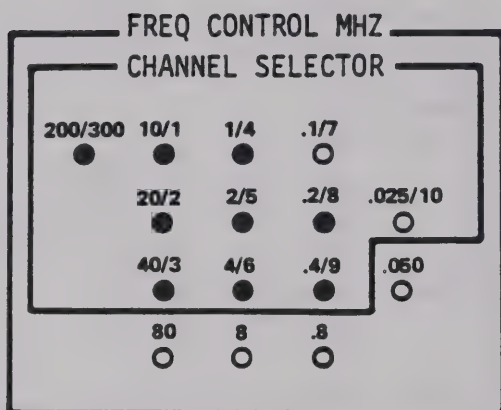 FREQ CONTROL MHZ
CHANNEL SELECTOR
200/300 10/1 1/4 .1/7
20/2 2/5 .2/8 .025/10
40/3 4/6 .4/9 .050
80 8 .8